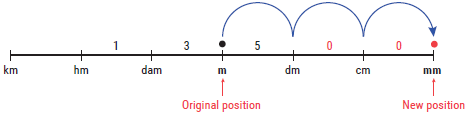 1 3 5 0 0
km hm dam m dm cm mm
Original position New position